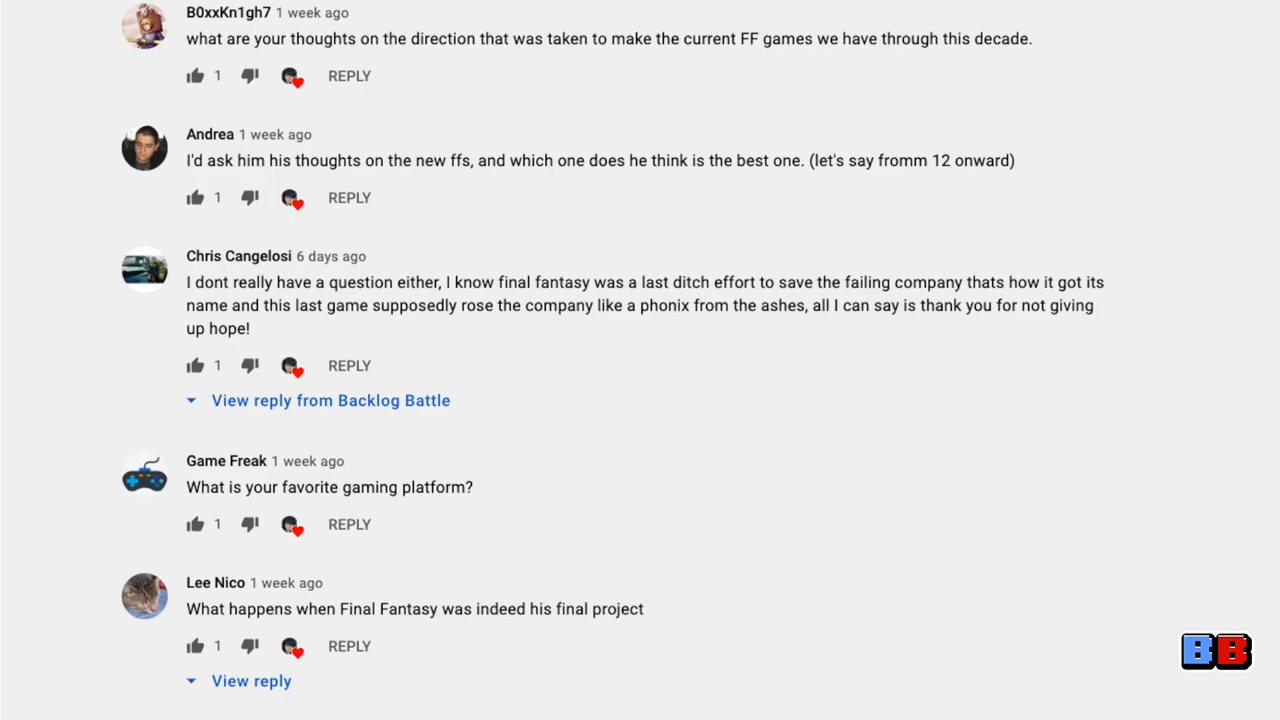 B0xxKn1gh7 1 week ago
what are your thoughts on the direction that was taken to make the current FF games we have through this decade.
1 REPLY
Andrea 1 week ago
I'd ask him his thoughts on the new ffs, and which one does he think is the best one. (let's say fromm 12 onward)
1 REPLY
Chris Cangelosi 6 days ago
I dont really have a question either, I know final fantasy was a last ditch effort to save the failing company thats how it got its
name and this last game supposedly rose the company like a phonix from the ashes, all I can say is thank you for not giving
up hope!
1 REPLY
View reply from Backlog Battle
Game Freak 1 week ago
What is your favorite gaming platform?
1 REPLY
Lee Nico 1 week ago
What happens when Final Fantasy was indeed his final project
1 REPLY
View reply
BB